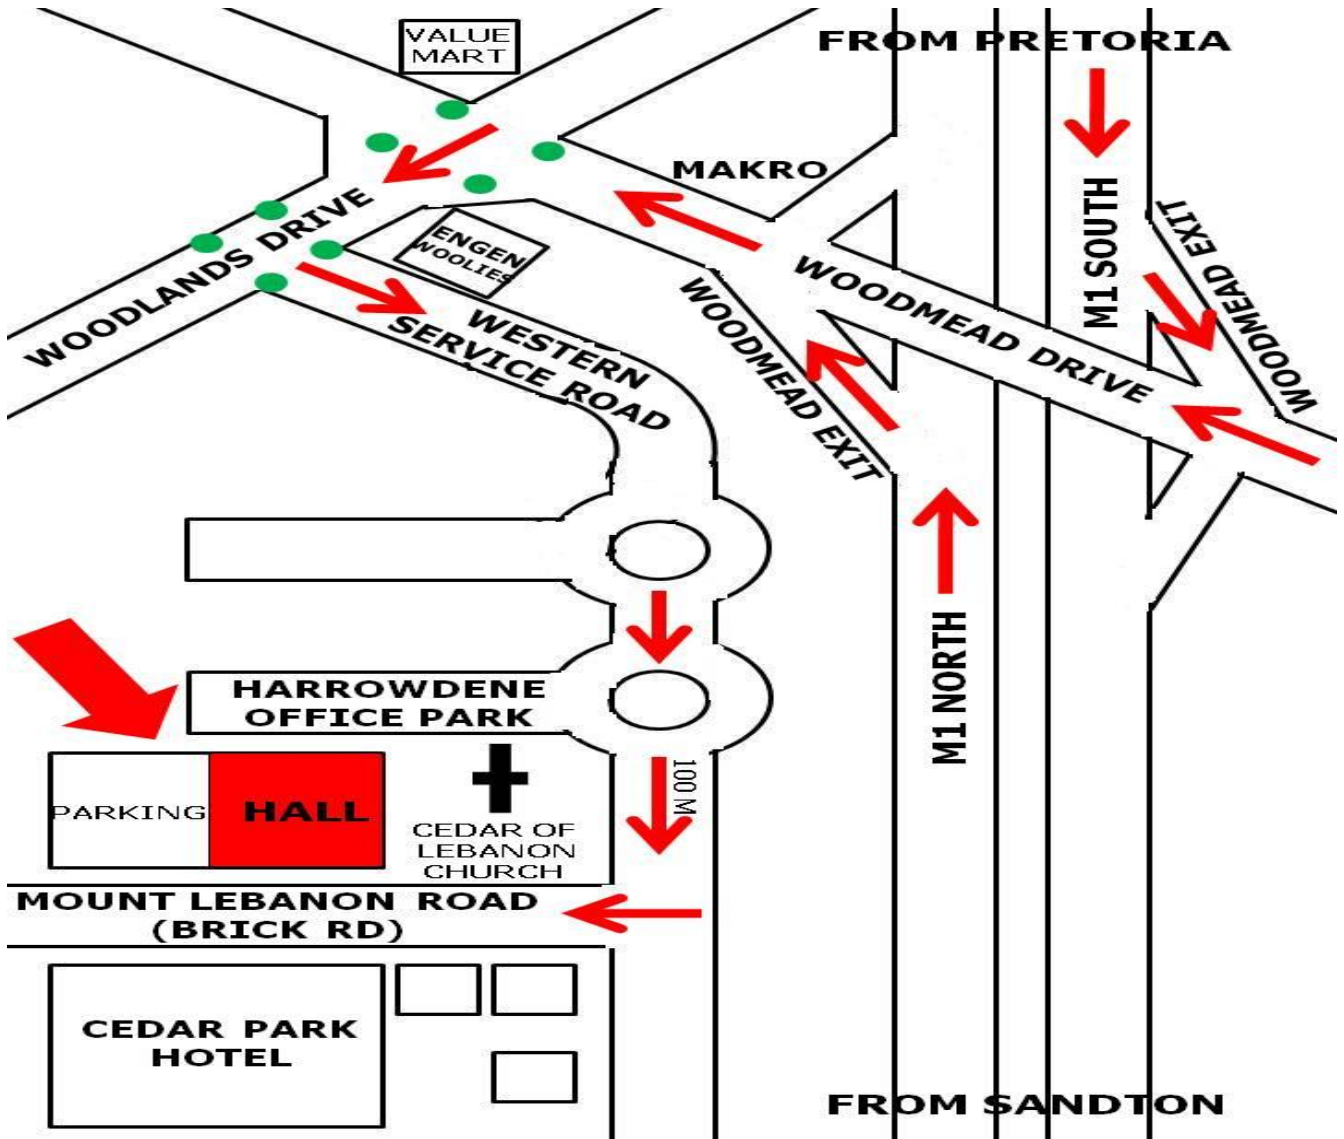 VALUE
MART
FROM PRETORIA
MAKRO
M1 SOUTH
WOODMEAD EXIT
WOODLANDS DRIVE
ENGEN
WOOLIES
WOODMEAD DRIVE
WESTERN
SERVICE ROAD
WOODMEAD EXIT
WOODMEAD EXIT
M1 NORTH
HARROWDENE
OFFICE PARK
100 M
PARKING
HALL
CEDAR OF
LEBANON
CHURCH
MOUNT LEBANON ROAD
(BRICK RD)
CEDAR PARK
HOTEL
FROM SANDTON